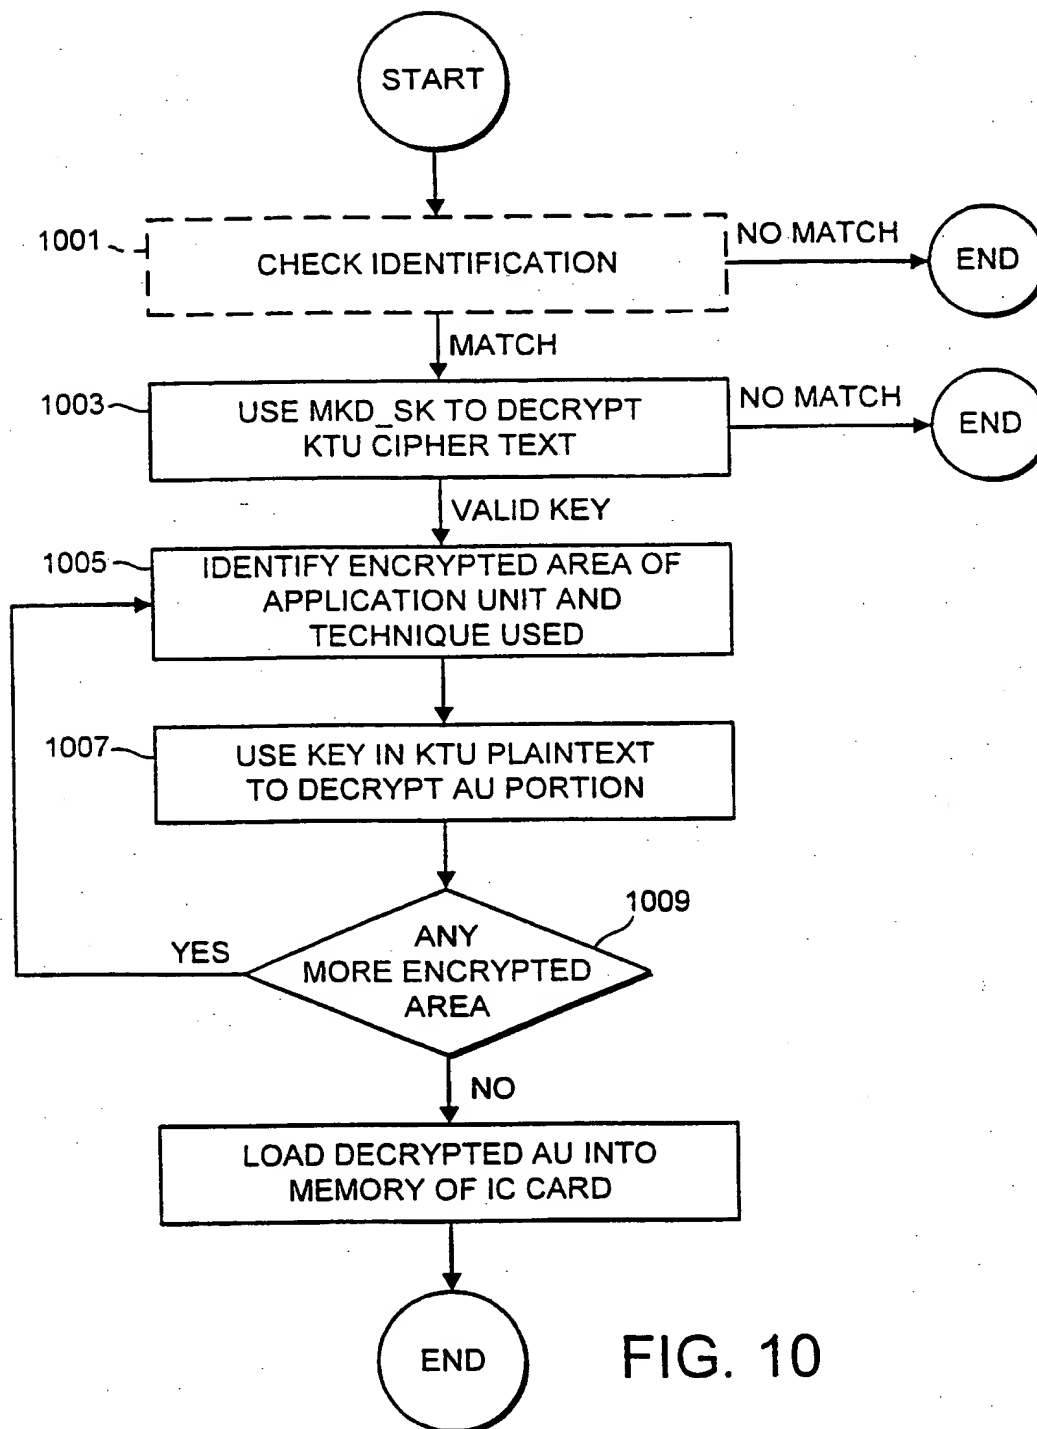 START
1001
CHECK IDENTIFICATION
NO MATCH
END
MATCH
1003
USE MKD_SK TO DECRYPT
KTU CIPHER TEXT
NO MATCH
END
VALID KEY
1005
IDENTIFY ENCRYPTED AREA OF
APPLICATION UNIT AND
TECHNIQUE USED
1007
USE KEY IN KTU PLAINTEXT
TO DECRYPT AU PORTION
1009
ANY
MORE ENCRYPTED
AREA
YES
NO
LOAD DECRYPTED AU INTO
MEMORY OF IC CARD
END
FIG. 10